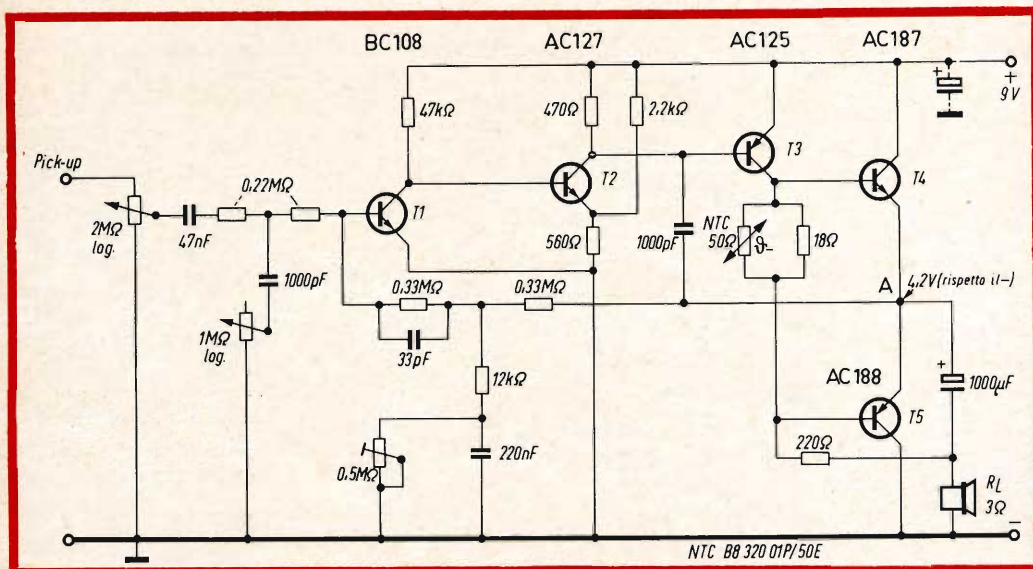 BC108 AC127 AC125 AC187
+
+ 9V
47kΩ 470Ω 2,2kΩ
Pick-up
0,22MΩ
T1 T2 T3 T4
2MΩ
log.
47nF
560Ω
1000pF
NTC
50Ω
ϑ–
18Ω
1000pF
0,33MΩ 0,33MΩ
A 4,2V (rispetto il –)
1MΩ
log.
33pF
12kΩ
AC188
+
1000µF
T5
0,5MΩ
220nF
220Ω
RL
3Ω
–
NTC B8 320 01P/50E